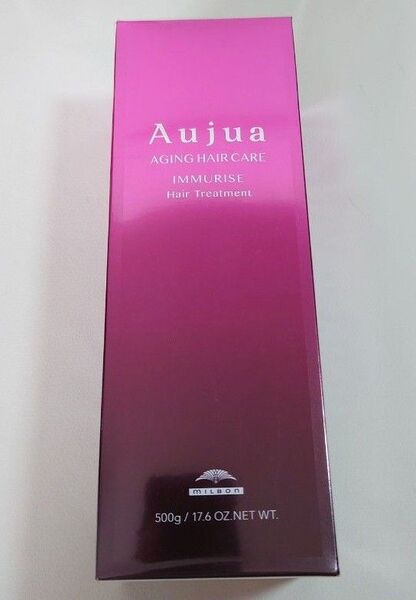 Aujua
AGING HAIR CARE
IMMURISE
Hair Treatment
MILBON
500g / 17.6 OZ.NET WT.